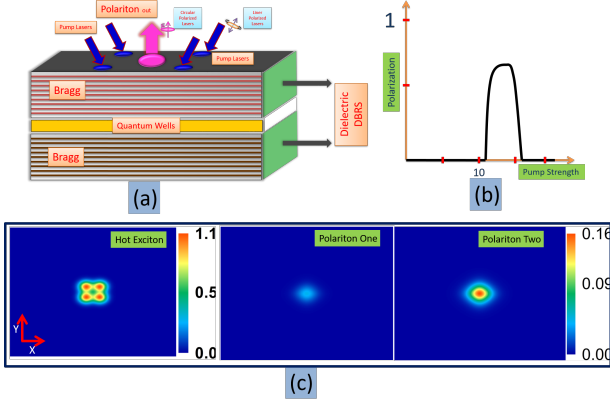 Polariton out
Circular
Polarized
Lasers
Liner
Polarized
Lasers
Pump Lasers
Pump Lasers
Bragg
Quantum Wells
Bragg
Dielectric
DBRS
(a)
1
Polarization
10
Pump Strength
(b)
Hot Exciton
1.1
0.5
0.0
Y
X
Polariton One
Polariton Two
0.16
0.09
0.00
(c)